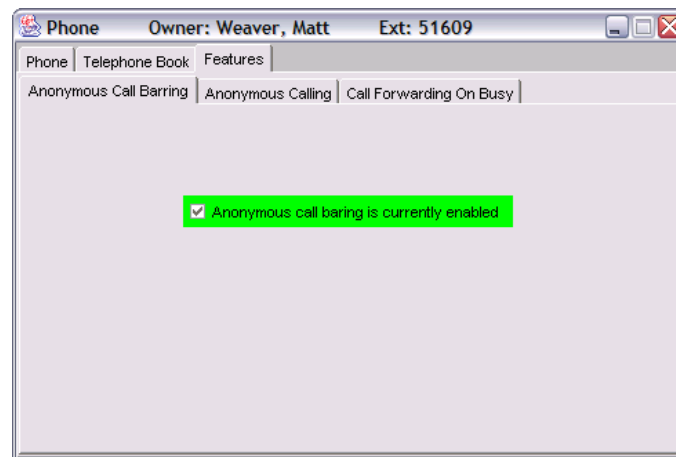 Phone Owner: Weaver, Matt Ext: 51609
Phone Telephone Book Features
Anonymous Call Barring Anonymous Calling Call Forwarding On Busy
Anonymous call baring is currently enabled